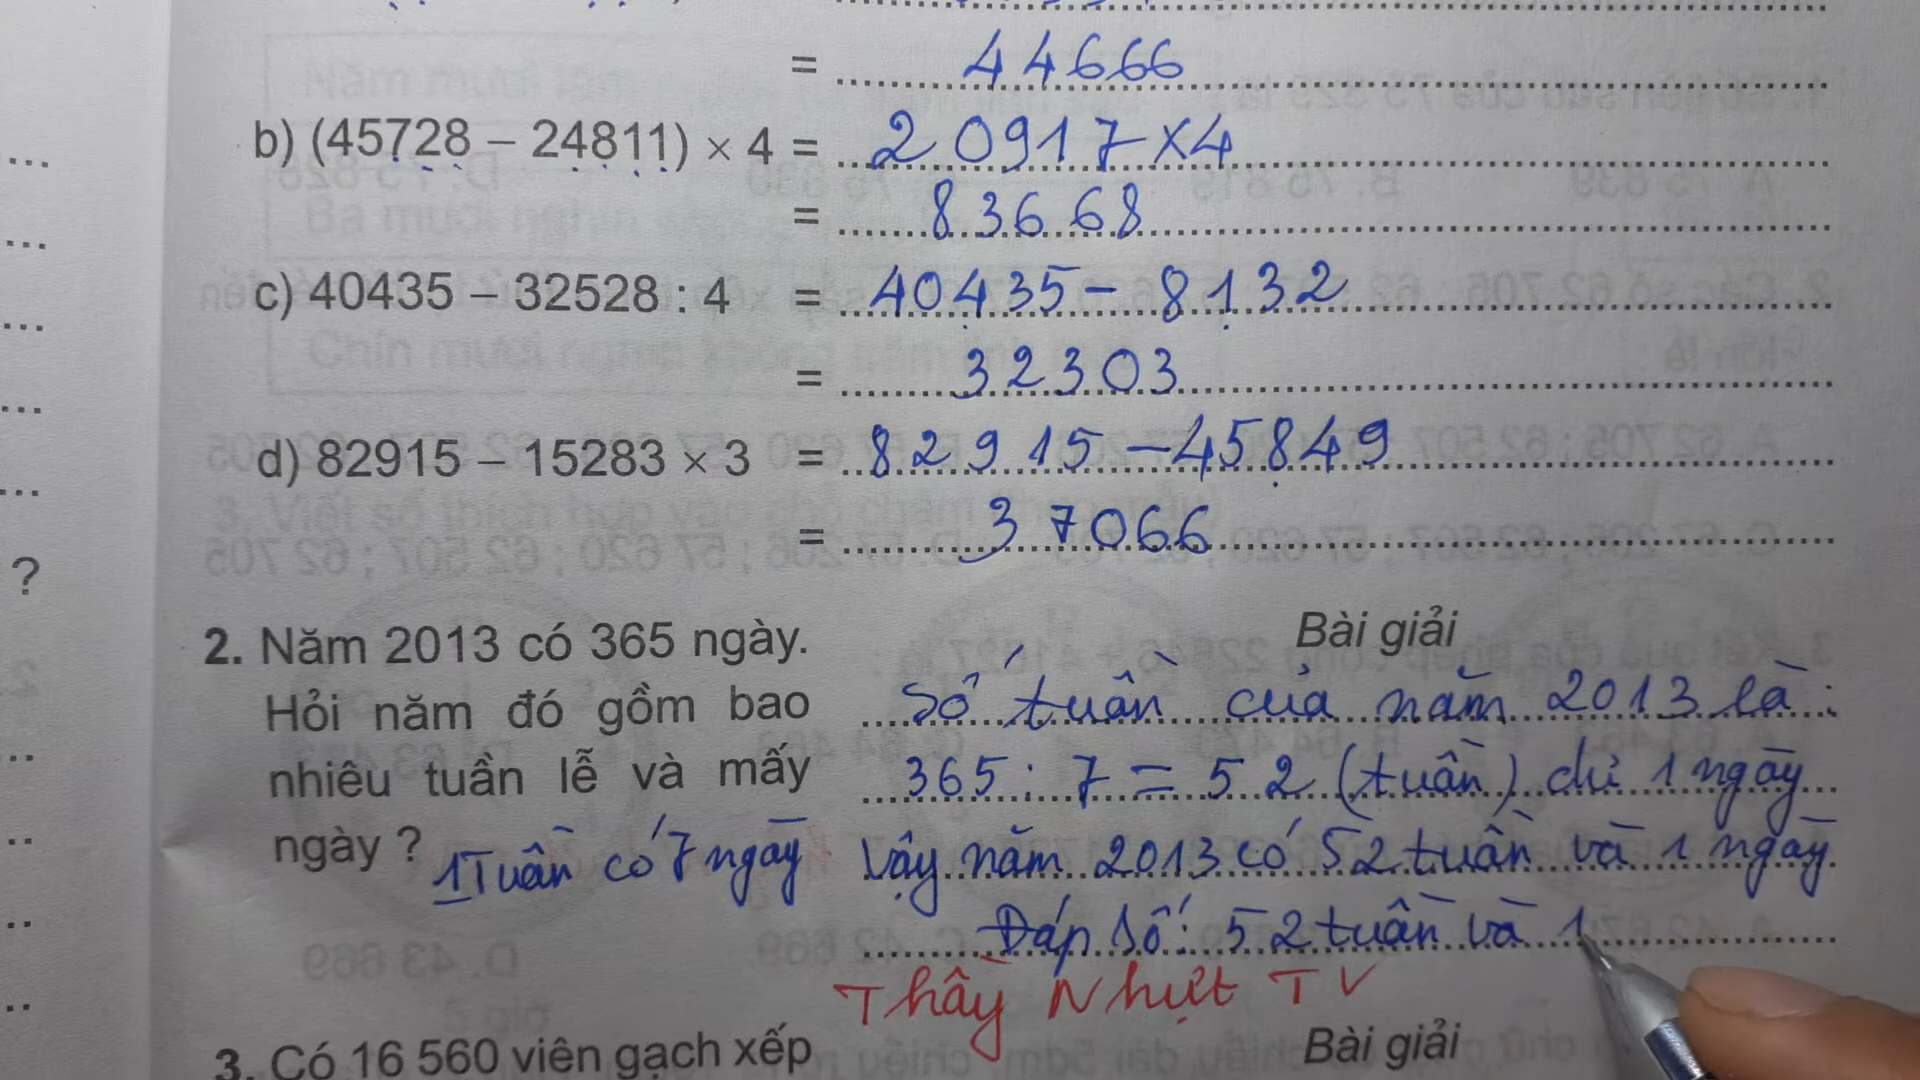 = 44666
b) (45728 – 24811) × 4 = 20917 x 4
= 83668
c) 40435 – 32528 : 4 = 40435 - 8132
= 32303
d) 82915 – 15283 × 3 = 82915 - 45849
= 37066
2. Năm 2013 có 365 ngày.
Hỏi năm đó gồm bao
nhiêu tuần lễ và mấy
ngày ?
1 Tuần có 7 ngày
Bài giải
Số tuần của năm 2013 là :
365 : 7 = 52 (tuần) dư 1 ngày
Vậy năm 2013 có 52 tuần và 1 ngày.
Đáp số: 52 tuần và 1
Thầy Nhựt TV
3. Có 16 560 viên gạch xếp
Bài giải
?